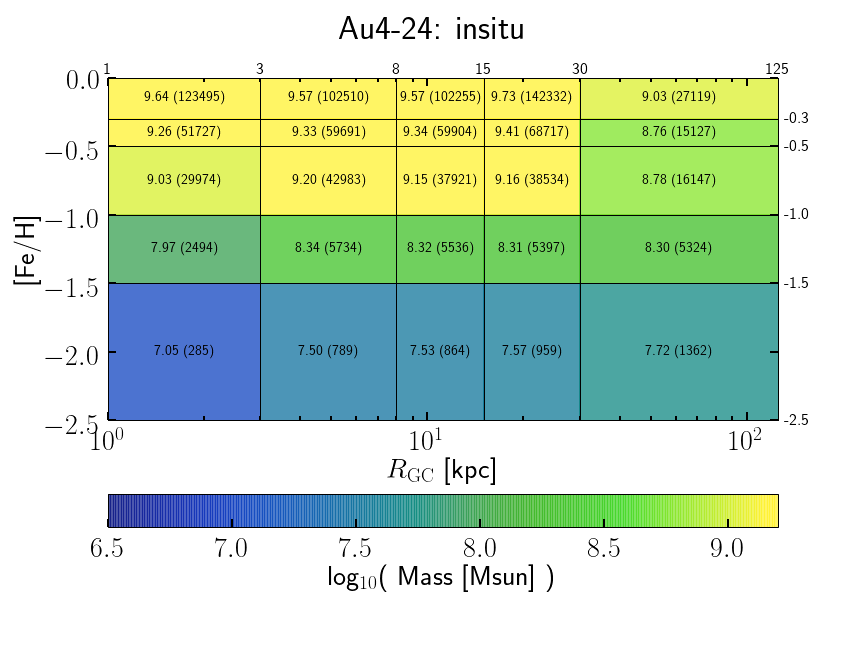 Au4-24: insitu
1 3 8 15 30 125
0.0 9.64 (123495) 9.57 (102510) 9.57 (102255) 9.73 (142332) 9.03 (27119)
-0.3
9.26 (51727) 9.33 (59691) 9.34 (59904) 9.41 (68717) 8.76 (15127)
−0.5 -0.5
9.03 (29974) 9.20 (42983) 9.15 (37921) 9.16 (38534) 8.78 (16147)
−1.0 -1.0
[Fe/H]
7.97 (2494) 8.34 (5734) 8.32 (5536) 8.31 (5397) 8.30 (5324)
−1.5 -1.5
−2.0 7.05 (285) 7.50 (789) 7.53 (864) 7.57 (959) 7.72 (1362)
−2.5 -2.5
10⁰ 10¹ 10²
R_GC [kpc]
6.5 7.0 7.5 8.0 8.5 9.0
log₁₀( Mass [Msun] )